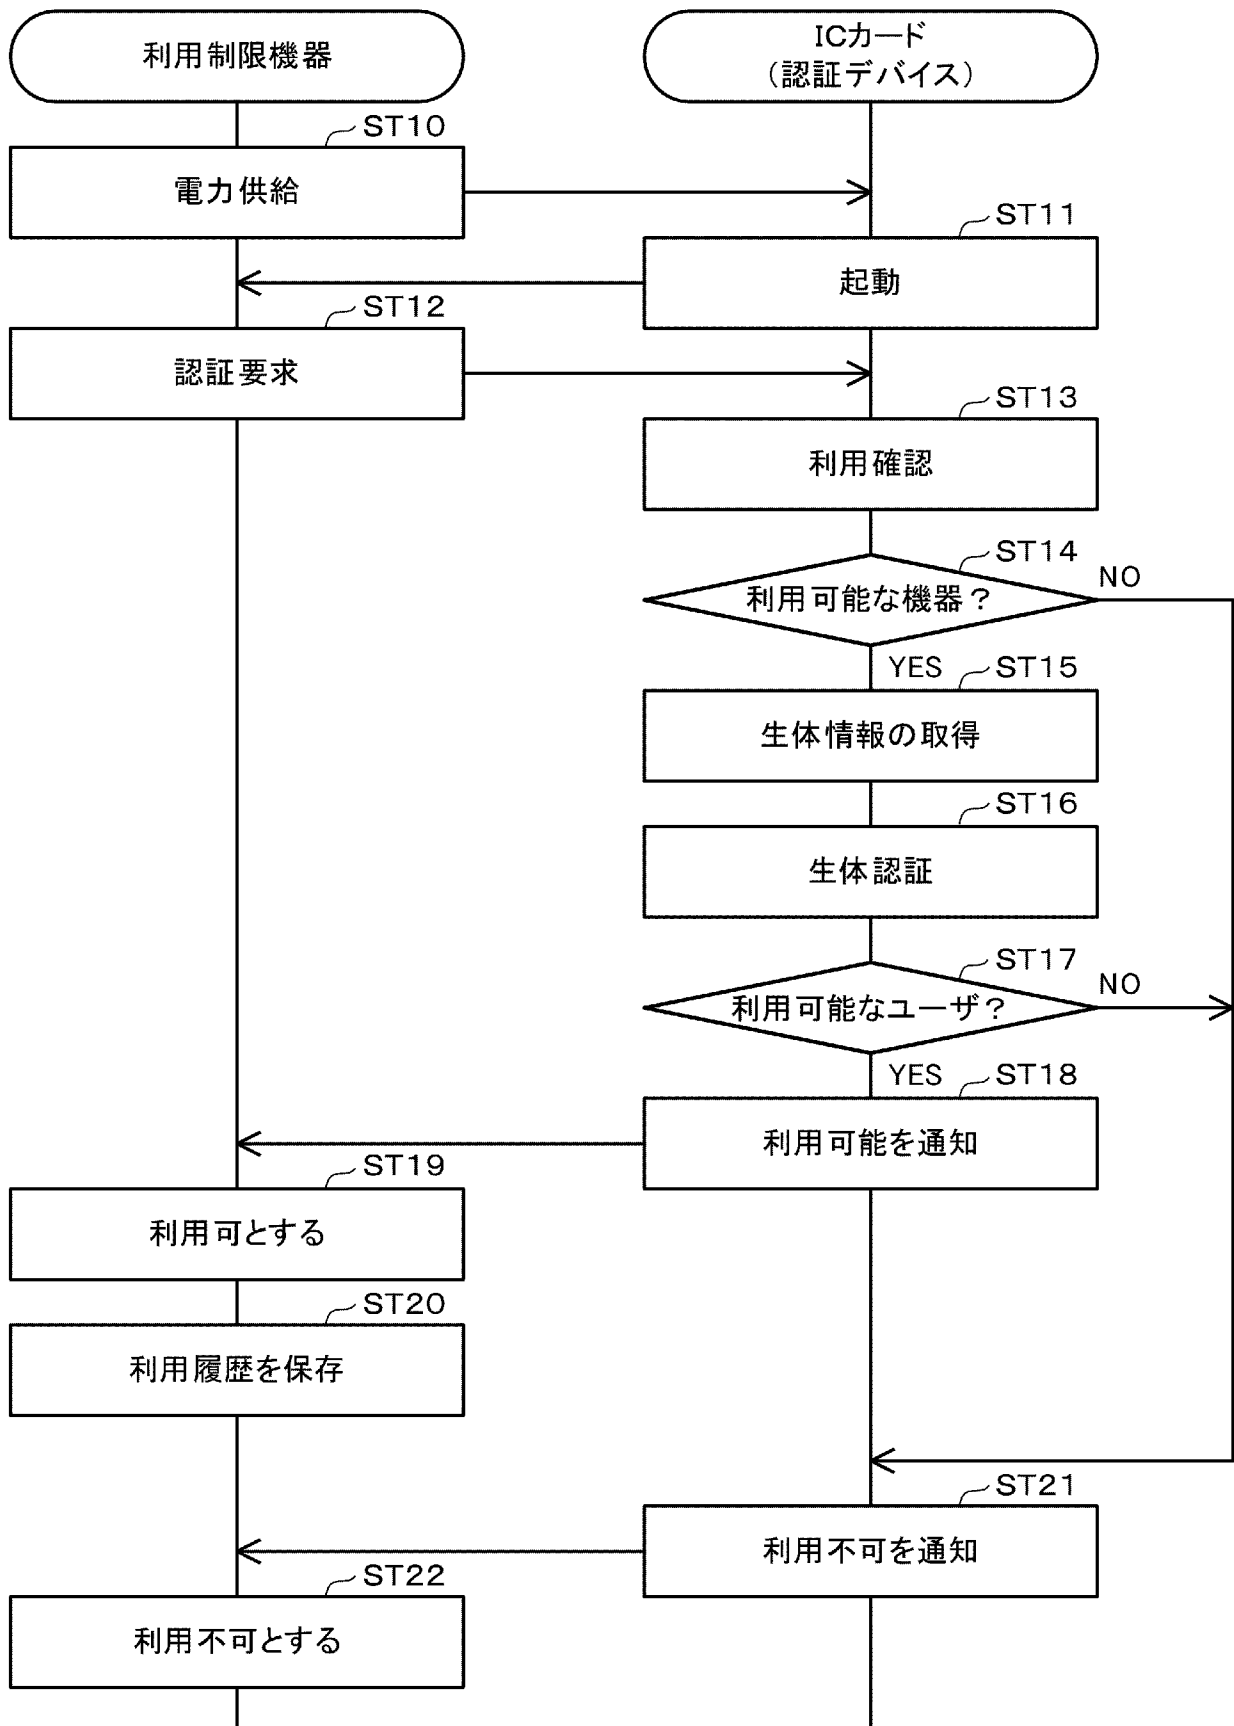 利用制限機器
ICカード
(認証デバイス)
ST10
電力供給
ST11
起動
ST12
認証要求
ST13
利用確認
ST14
利用可能な機器?
NO
YES
ST15
生体情報の取得
ST16
生体認証
ST17
利用可能なユーザ?
NO
YES
ST18
利用可能を通知
ST19
利用可とする
ST20
利用履歴を保存
ST21
利用不可を通知
ST22
利用不可とする